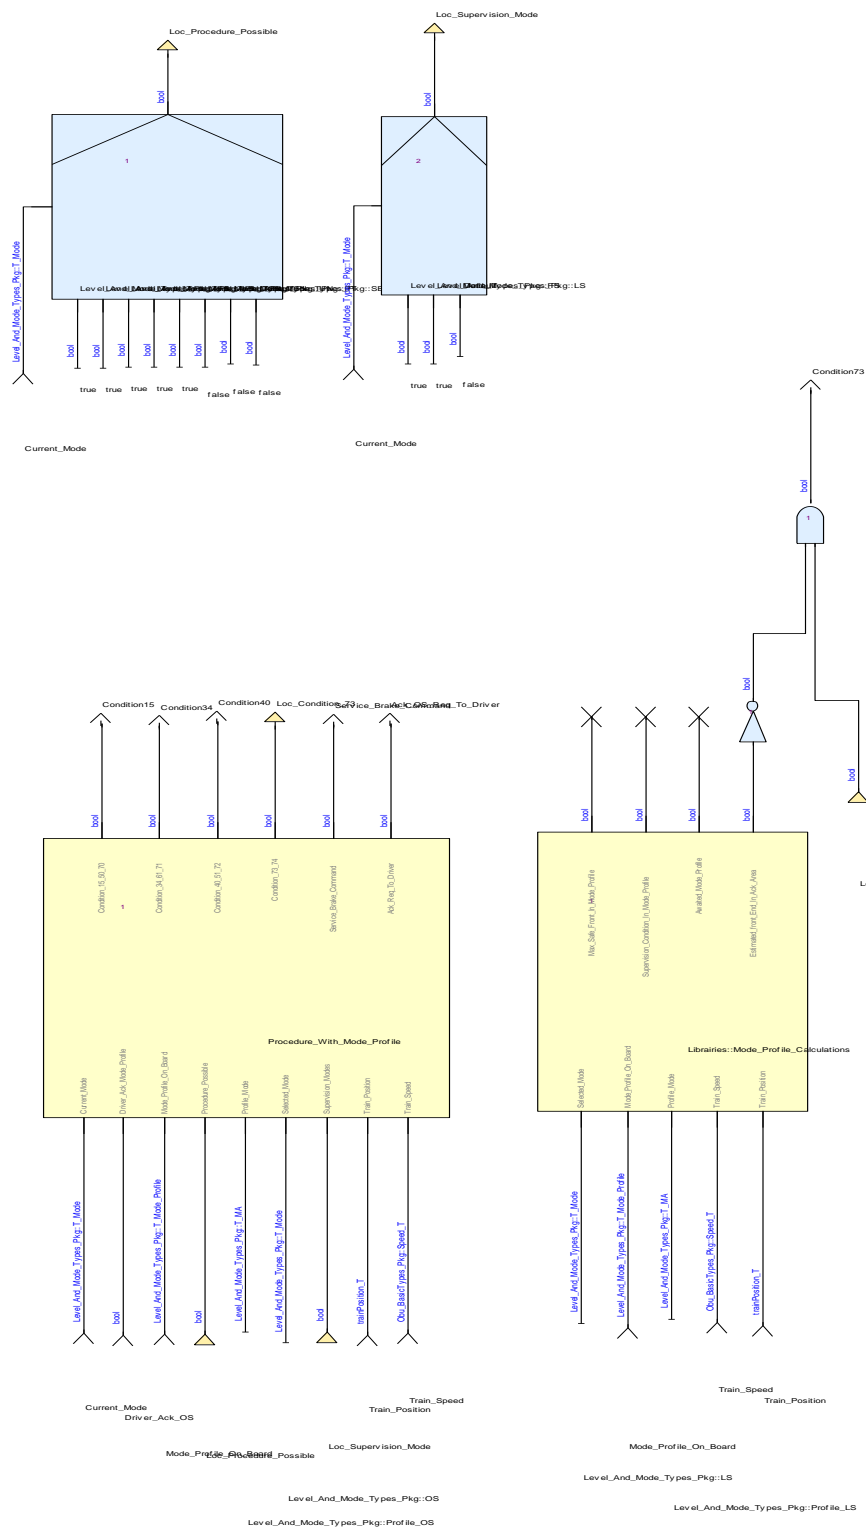 Loc_Procedure_Possible
Loc_Supervision_Mode
bool
bool
1
2
Level_And_Mode_Types_Pkg::T_Mode
Level_And_Mode_Types_Pkg::T_Mode
bool
bool
bool
bool
bool
bool
bool
bool
bool
bool
bool
true
true
true
true
true
false
false
false
true
true
false
Current_Mode
Current_Mode
Condition73
bool
1
bool
bool
Condition15
Condition34
Condition40
Loc_Condition_73
Service_Brake_Command
Ack_OS_Req_To_Driver
bool
bool
bool
bool
bool
bool
bool
bool
bool
bool
Condition_15_50_70
Condition_34_61_71
Condition_40_51_72
Condition_73_74
Service_Brake_Command
Ack_Req_To_Driver
1
Max_Safe_Front_In_Mode_Profile
Supervision_Condition_In_Mode_Profile
Awaited_Mode_Profile
Estimated_front_End_In_Ack_Area
Procedure_With_Mode_Profile
Librairies::Mode_Profile_Calculations
Current_Mode
Driver_Ack_Mode_Profile
Mode_Profile_On_Board
Procedure_Possible
Profile_Mode
Selected_Mode
Supervision_Modes
Train_Position
Train_Speed
Selected_Mode
Mode_Profile_On_Board
Profile_Mode
Train_Speed
Train_Position
Level_And_Mode_Types_Pkg::T_Mode
bool
Level_And_Mode_Types_Pkg::T_Mode_Profile
bool
Level_And_Mode_Types_Pkg::T_MA
Level_And_Mode_Types_Pkg::T_Mode
bool
trainPosition_T
Obu_BasicTypes_Pkg::Speed_T
Level_And_Mode_Types_Pkg::T_Mode
Level_And_Mode_Types_Pkg::T_Mode_Profile
Level_And_Mode_Types_Pkg::T_MA
Obu_BasicTypes_Pkg::Speed_T
trainPosition_T
Current_Mode
Driver_Ack_OS
Mode_Profile_On_Board
Loc_Procedure_Possible
Train_Speed
Train_Position
Loc_Supervision_Mode
Level_And_Mode_Types_Pkg::OS
Level_And_Mode_Types_Pkg::Profile_OS
Train_Speed
Train_Position
Mode_Profile_On_Board
Level_And_Mode_Types_Pkg::LS
Level_And_Mode_Types_Pkg::Profile_LS